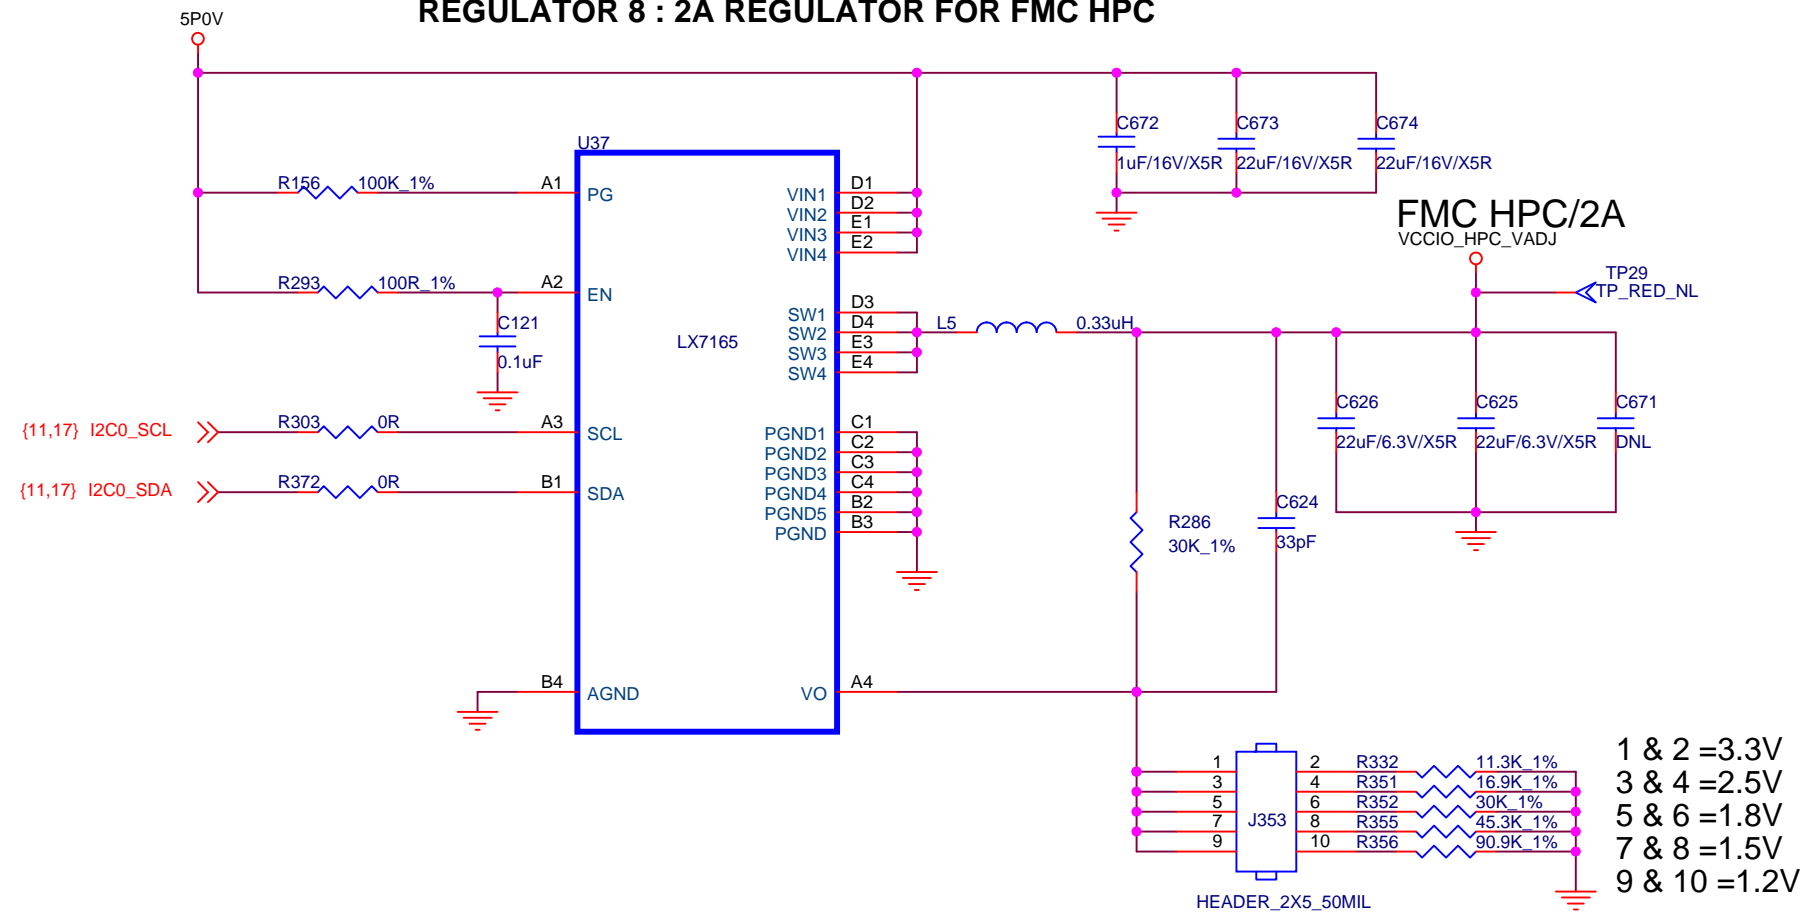 REGULATOR 8 : 2A REGULATOR FOR FMC HPC
5P0V
C672
1uF/16V/X5R
C673
22uF/16V/X5R
C674
22uF/16V/X5R
U37
LX7165
R156 100K_1% A1 PG
R293 100R_1% A2 EN
C121
0.1uF
{11,17} I2C0_SCL R303 0R A3 SCL
{11,17} I2C0_SDA R372 0R B1 SDA
B4 AGND
VIN1 D1
VIN2 D2
VIN3 E1
VIN4 E2
SW1 D3
SW2 D4
SW3 E3
SW4 E4
L5 0.33uH
PGND1 C1
PGND2 C2
PGND3 C3
PGND4 C4
PGND5 B2
PGND B3
VO A4
FMC HPC/2A
VCCIO_HPC_VADJ
TP29
TP_RED_NL
C626
22uF/6.3V/X5R
C625
22uF/6.3V/X5R
C671
DNL
R286
30K_1%
C624
33pF
1 2 R332 11.3K_1%
3 4 R351 16.9K_1%
5 6 R352 30K_1%
7 8 R355 45.3K_1%
9 10 R356 90.9K_1%
J353
HEADER_2X5_50MIL
1 & 2 =3.3V
3 & 4 =2.5V
5 & 6 =1.8V
7 & 8 =1.5V
9 & 10 =1.2V